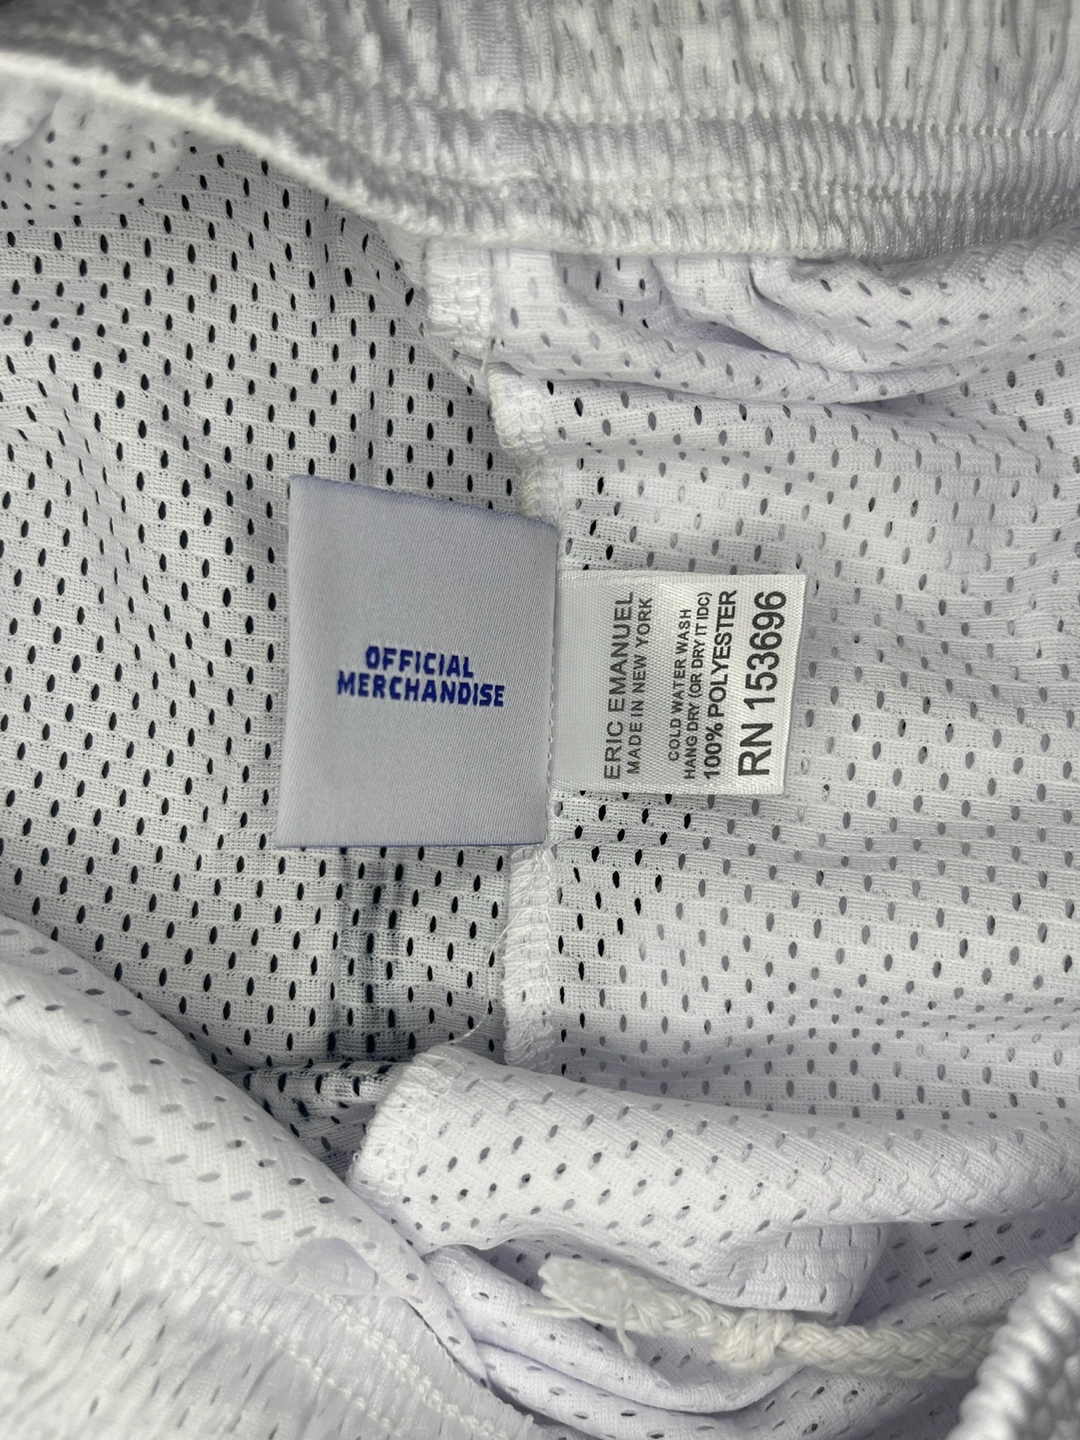 OFFICIAL
MERCHANDISE
ERIC EMANUEL
MADE IN NEW YORK
COLD WATER WASH
HANG DRY (OR DRY IT IDC)
100% POLYESTER
RN 153696